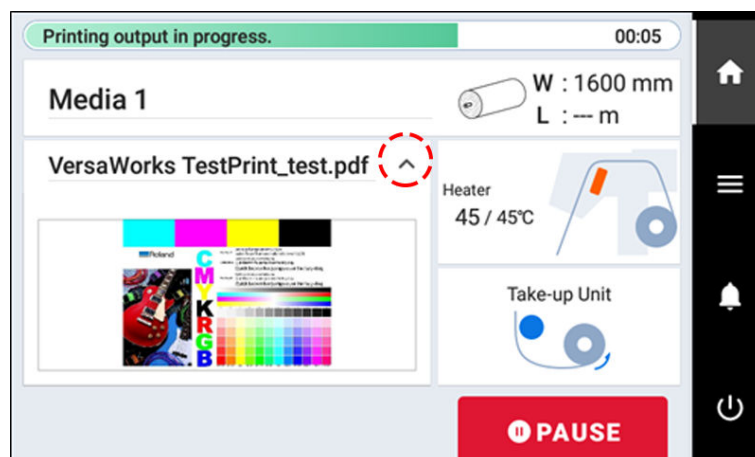 Printing output in progress. 00:05
Media 1
W : 1600 mm
L : --- m
VersaWorks TestPrint_test.pdf
Heater
45 / 45℃
Roland
CMYKRGB
Take-up Unit
PAUSE